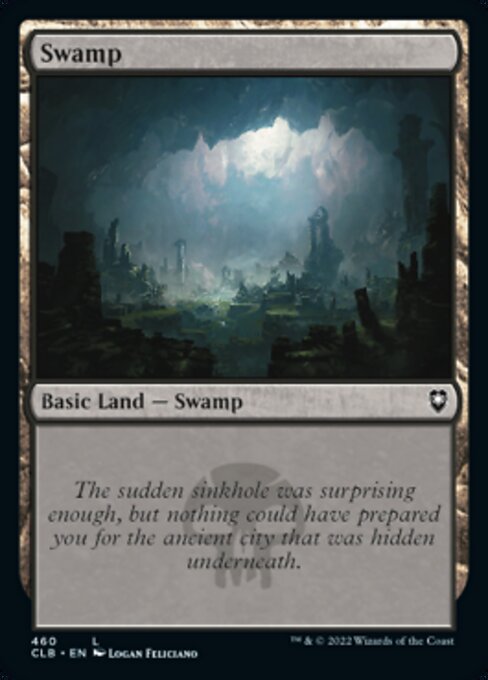 Swamp
Basic Land — Swamp
The sudden sinkhole was surprising
enough, but nothing could have prepared
you for the ancient city that was hidden
underneath.
460 L
CLB • EN Logan Feliciano
™ & © 2022 Wizards of the Coast